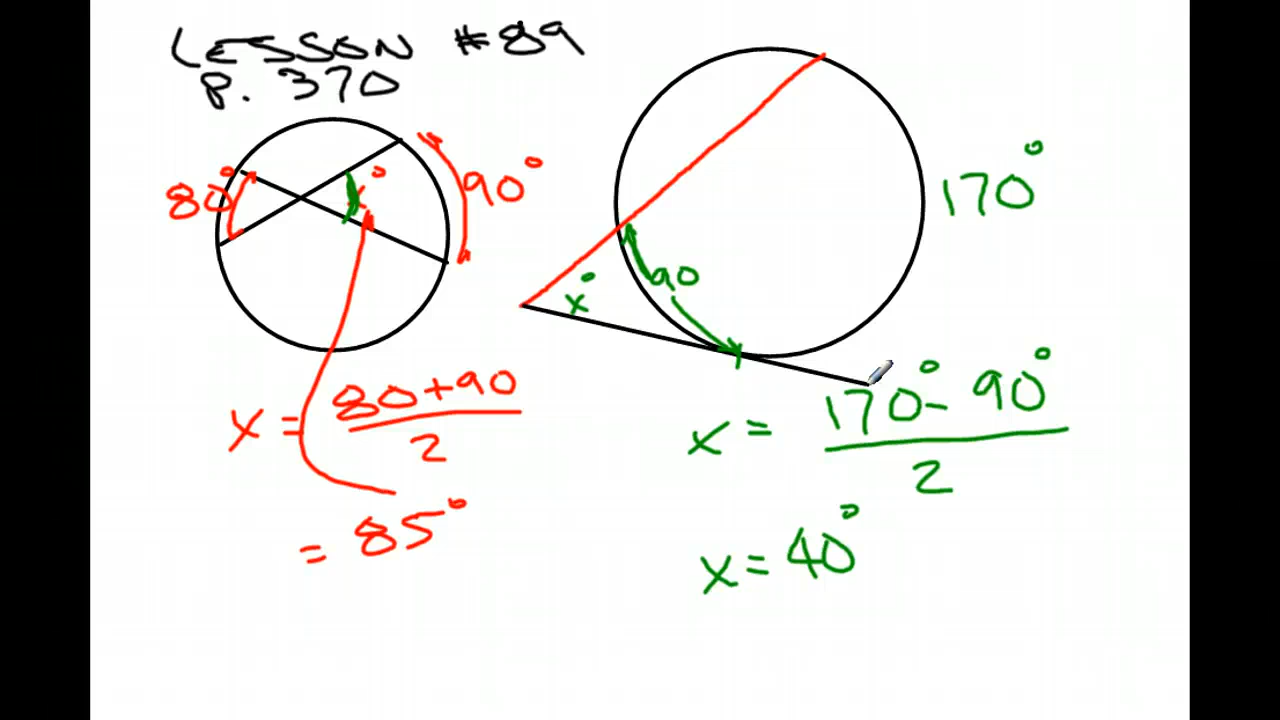 LESSON #89
P. 370
80°
x°
90°
x = 80+90
2
= 85°
170°
90
x°
x = 170° - 90°
2
x = 40°